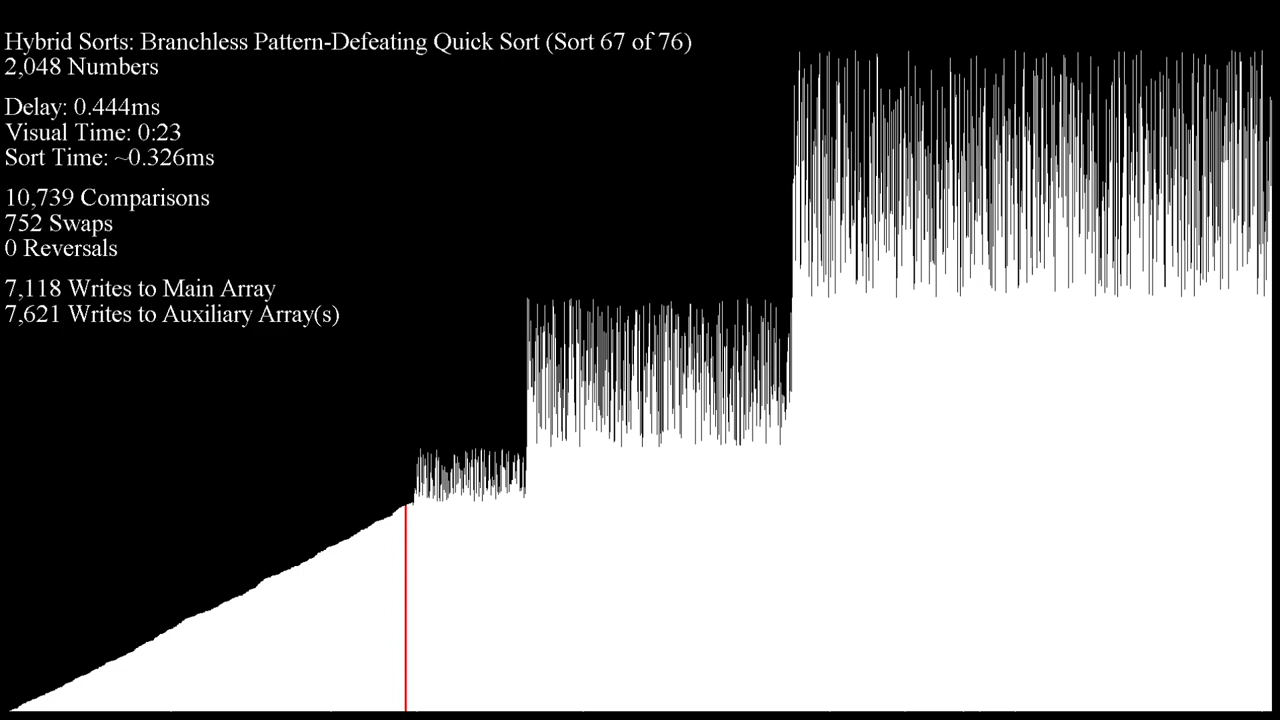 Hybrid Sorts: Branchless Pattern-Defeating Quick Sort (Sort 67 of 76)
2,048 Numbers
Delay: 0.444ms
Visual Time: 0:23
Sort Time: ~0.326ms
10,739 Comparisons
752 Swaps
0 Reversals
7,118 Writes to Main Array
7,621 Writes to Auxiliary Array(s)